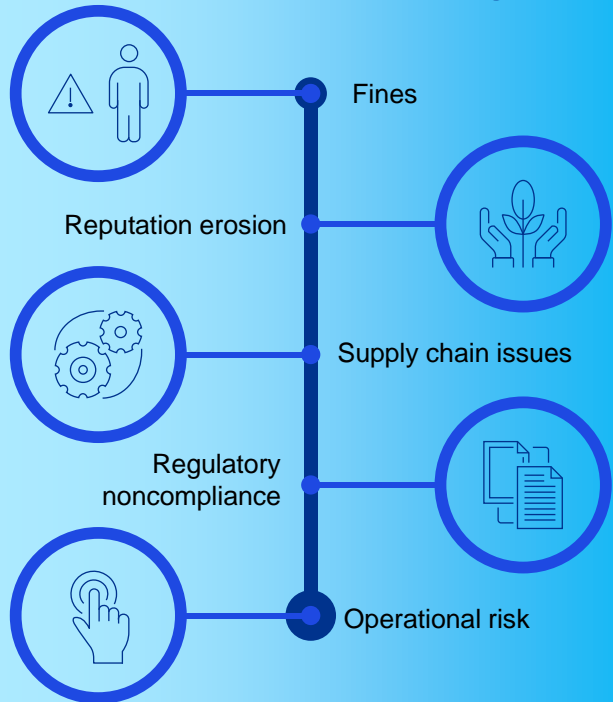 Fines
Reputation erosion
Supply chain issues
Regulatory
noncompliance
Operational risk